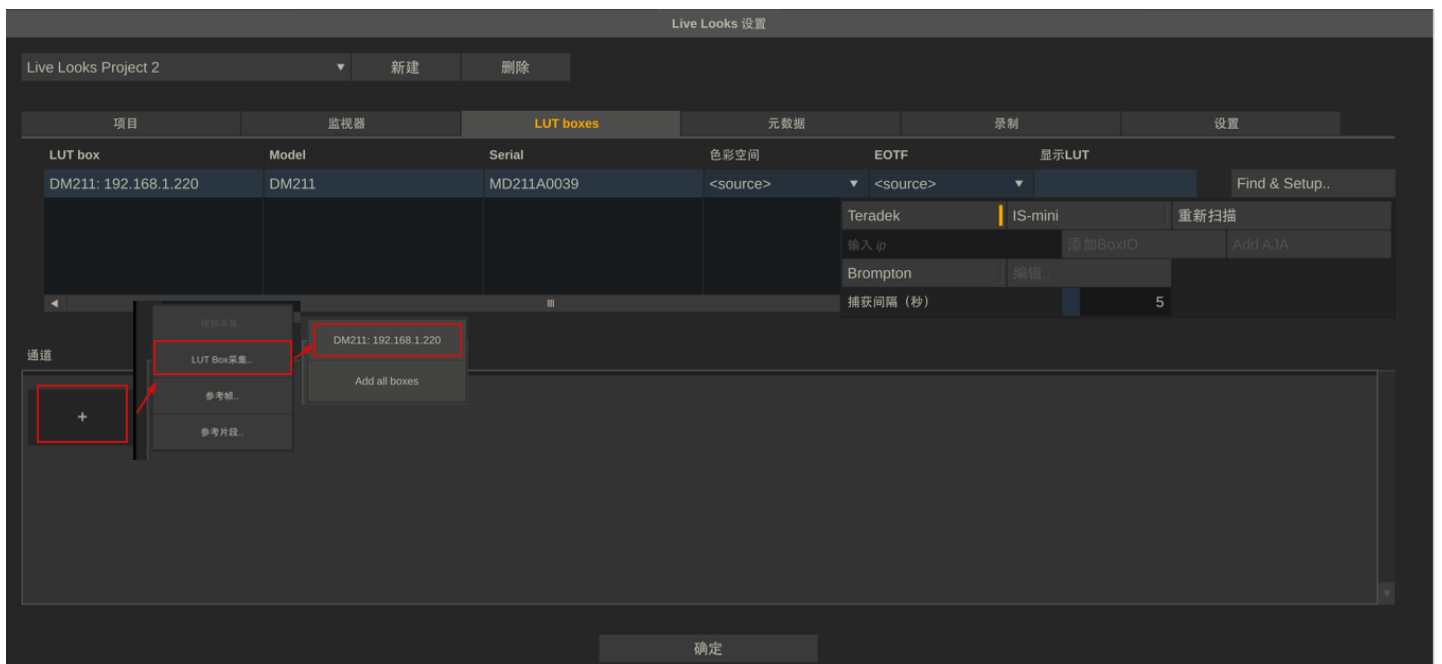 Live Looks 设置
Live Looks Project 2 新建 删除
项目 监视器 LUT boxes 元数据 录制 设置
LUT box Model Serial 色彩空间 EOTF 显示LUT
DM211: 192.168.1.220 DM211 MD211A0039 <source> <source> Find & Setup..
Teradek IS-mini 重新扫描
输入 ip 添加BoxIO Add AJA
Brompton 编辑..
捕获间隔（秒） 5
通道
+
视频采集..
LUT Box采集..
参考帧..
参考片段..
DM211: 192.168.1.220
Add all boxes
确定